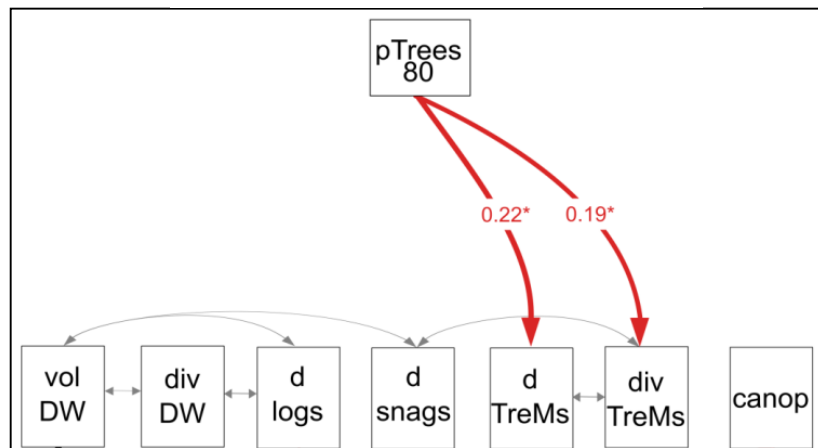 pTrees
80
0.22*
0.19*
vol
DW
div
DW
d
logs
d
snags
d
TreMs
div
TreMs
canop